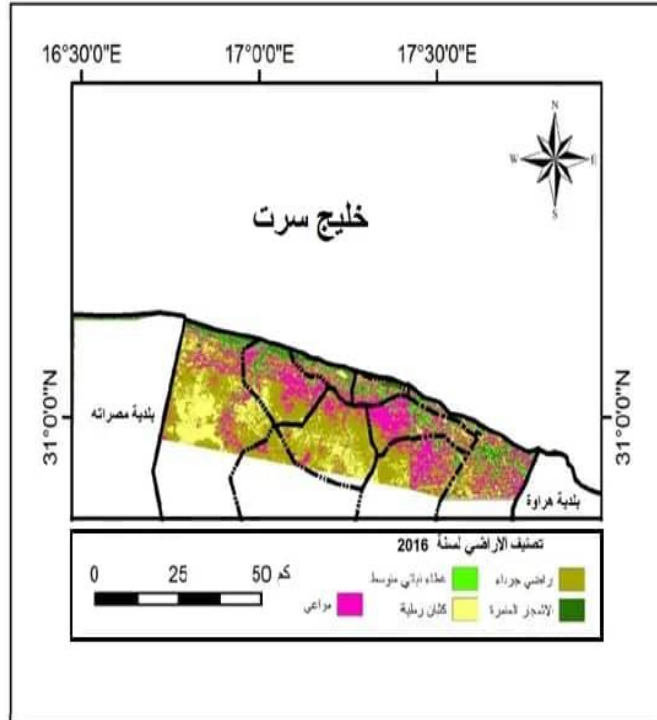 16°30'0"E 17°0'0"E 17°30'0"E
N
W E
S
خليج سرت
31°0'0"N
31°0'0"N
بلدية مصراته
بلدية هراوة
تصنيف الاراضي لسنة 2016
راضي جرداء
غطاء نباتي متوسط
الاشجار المثمرة
كثبان رملية
مراعي
0 25 50 كم